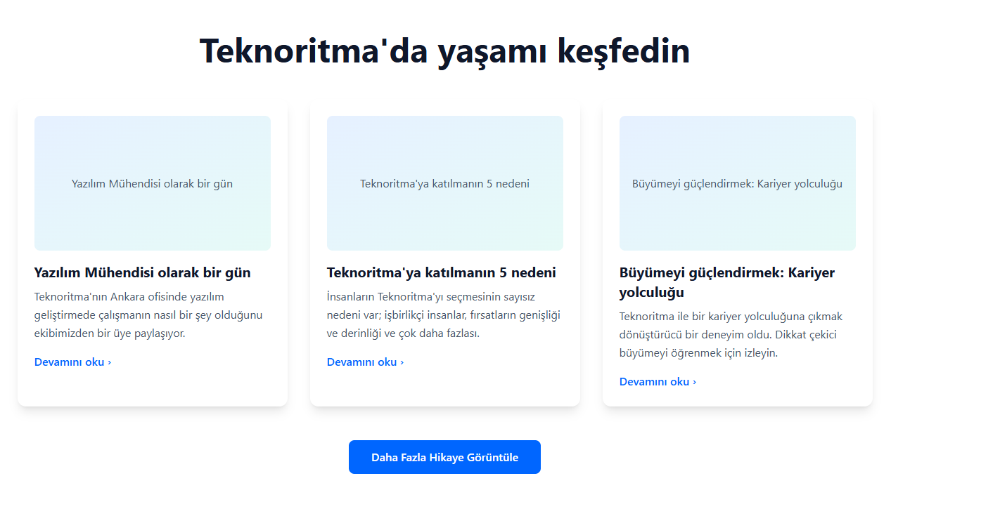 Teknoritma'da yaşamı keşfedin
Yazılım Mühendisi olarak bir gün
Yazılım Mühendisi olarak bir gün
Teknoritma'nın Ankara ofisinde yazılım
geliştirmede çalışmanın nasıl bir şey olduğunu
ekibimizden bir üye paylaşıyor.
Devamını oku ›
Teknoritma'ya katılmanın 5 nedeni
Teknoritma'ya katılmanın 5 nedeni
İnsanların Teknoritma'yı seçmesinin sayısız
nedeni var; işbirlikçi insanlar, fırsatların genişliği
ve derinliği ve çok daha fazlası.
Devamını oku ›
Büyümeyi güçlendirmek: Kariyer yolculuğu
Büyümeyi güçlendirmek: Kariyer
yolculuğu
Teknoritma ile bir kariyer yolculuğuna çıkmak
dönüştürücü bir deneyim oldu. Dikkat çekici
büyümeyi öğrenmek için izleyin.
Devamını oku ›
Daha Fazla Hikaye Görüntüle